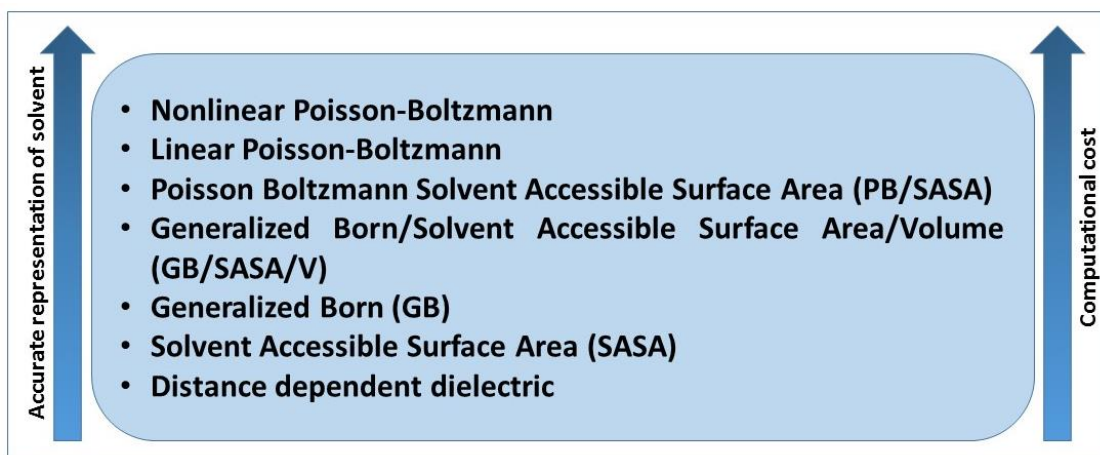 Accurate representation of solvent
• Nonlinear Poisson-Boltzmann
• Linear Poisson-Boltzmann
• Poisson Boltzmann Solvent Accessible Surface Area (PB/SASA)
• Generalized Born/Solvent Accessible Surface Area/Volume
(GB/SASA/V)
• Generalized Born (GB)
• Solvent Accessible Surface Area (SASA)
• Distance dependent dielectric
Computational cost